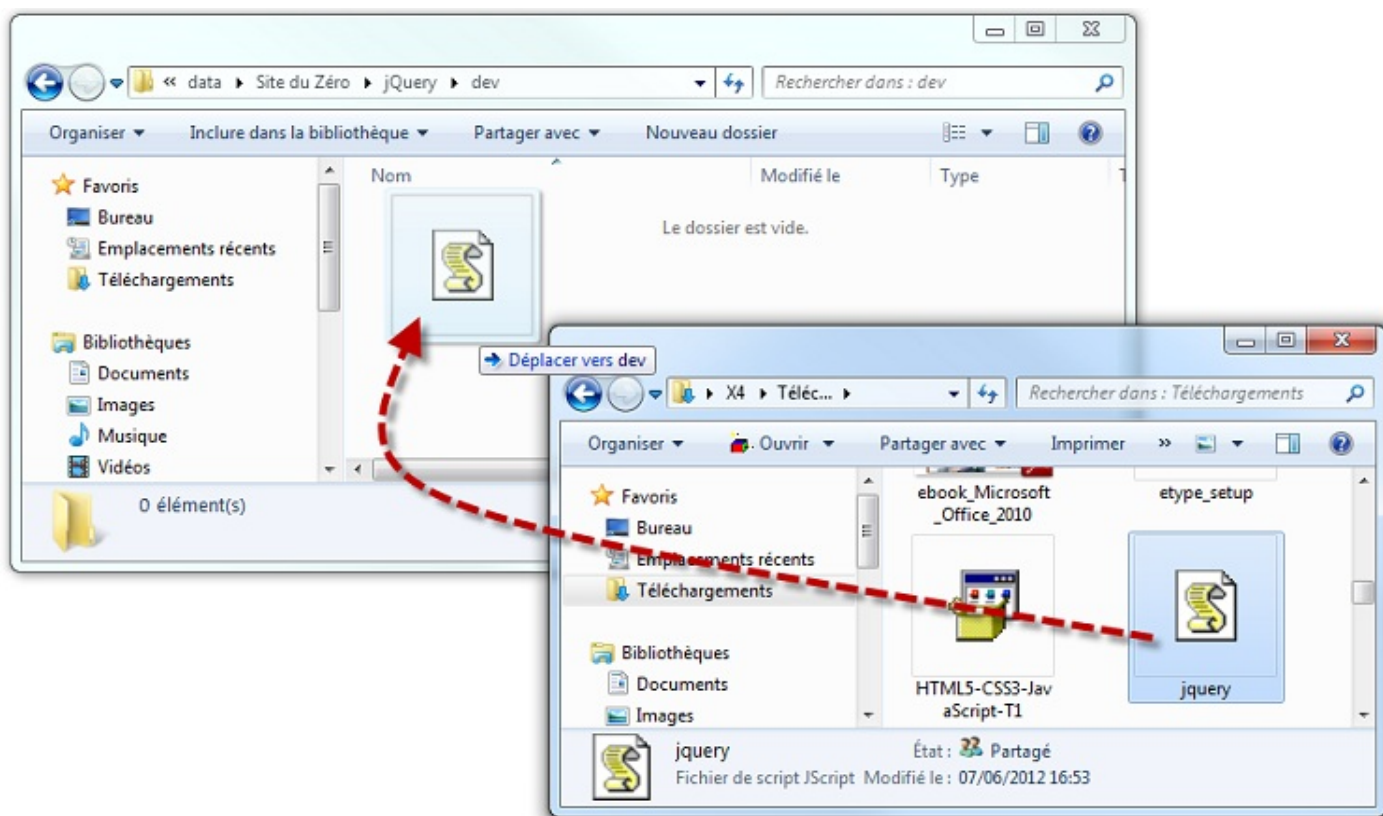 « data ▸ Site du Zéro ▸ jQuery ▸ dev
Rechercher dans : dev
Organiser Inclure dans la bibliothèque Partager avec Nouveau dossier
Favoris
Bureau
Emplacements récents
Téléchargements
Bibliothèques
Documents
Images
Musique
Vidéos
Nom Modifié le Type T
Le dossier est vide.
0 élément(s)
Déplacer vers dev
▸ X4 ▸ Téléc... ▸
Rechercher dans : Téléchargements
Organiser Ouvrir Partager avec Imprimer »
Favoris
Bureau
Emplacements récents
Téléchargements
Bibliothèques
Documents
Images
ebook_Microsoft
_Office_2010
etype_setup
HTML5-CSS3-Jav
aScript-T1
jquery
jquery État : Partagé
Fichier de script JScript Modifié le : 07/06/2012 16:53